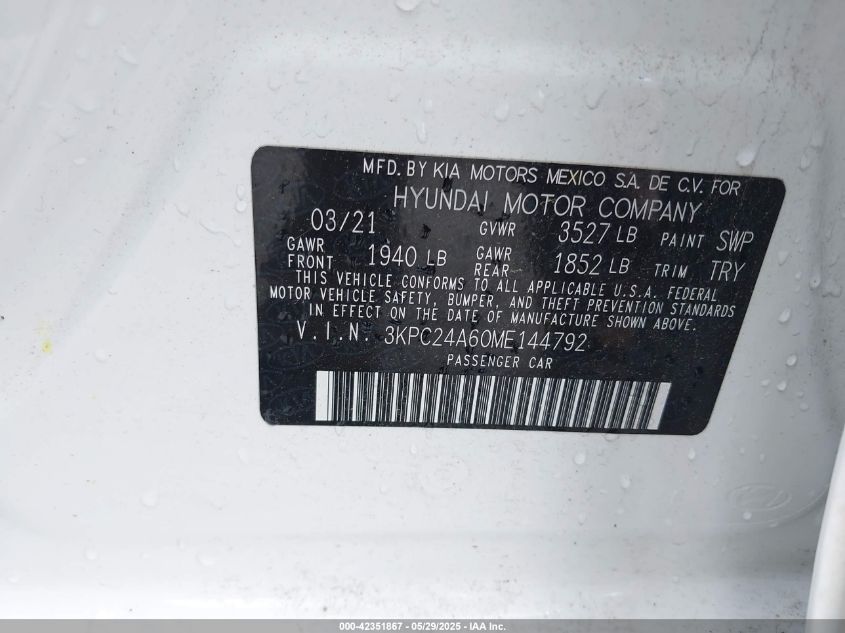 MFD. BY KIA MOTORS MEXICO S.A. DE C.V. FOR
HYUNDAI MOTOR COMPANY
03/21 GVWR 3527 LB PAINT SWP
GAWR FRONT 1940 LB GAWR REAR 1852 LB TRIM TRY
THIS VEHICLE CONFORMS TO ALL APPLICABLE U.S.A. FEDERAL
MOTOR VEHICLE SAFETY, BUMPER, AND THEFT PREVENTION STANDARDS
IN EFFECT ON THE DATE OF MANUFACTURE SHOWN ABOVE.
V.I.N. 3KPC24A60ME144792
PASSENGER CAR
000-42351867 - 05/29/2025 - IAA Inc.